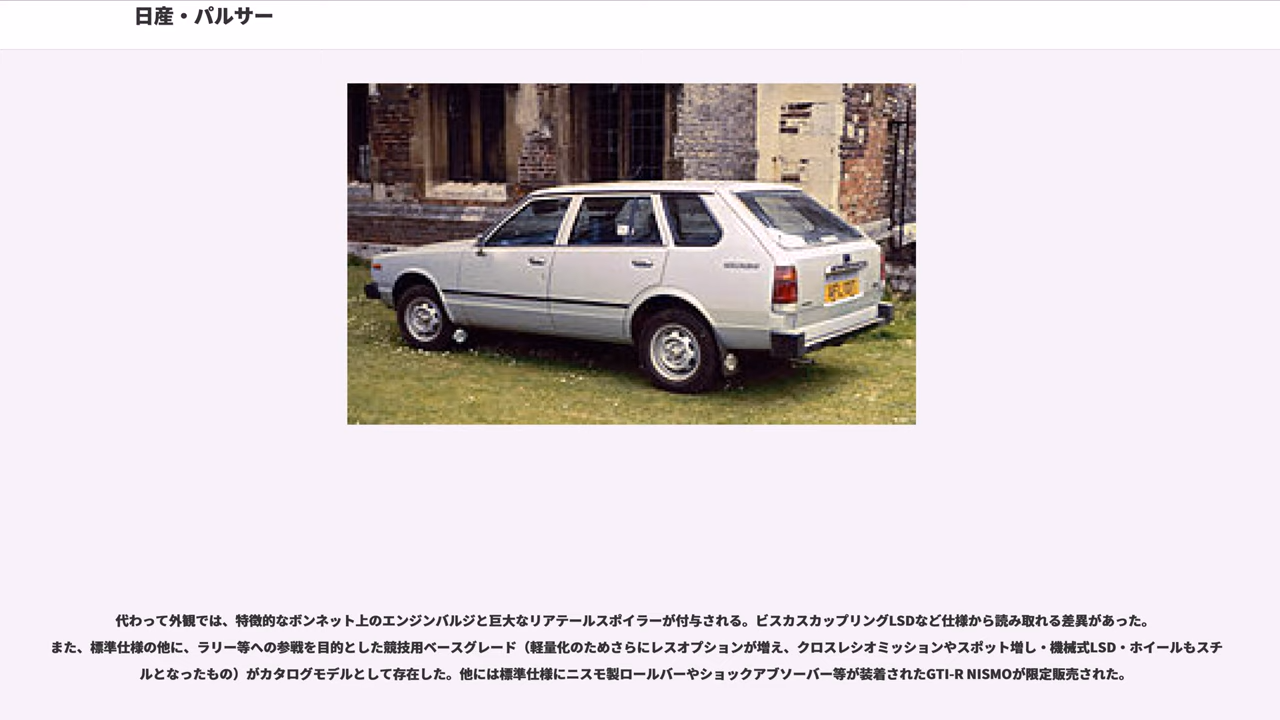 日産・パルサー
代わって外観では、特徴的なボンネット上のエンジンバルジと巨大なリアテールスポイラーが付与される。ビスカスカップリングLSDなど仕様から読み取れる差異があった。
また、標準仕様の他に、ラリー等への参戦を目的とした競技用ベースグレード（軽量化のためさらにレスオプションが増え、クロスレシオミッションやスポット増し・機械式LSD・ホイールもスチ
ルとなったもの）がカタログモデルとして存在した。他には標準仕様にニスモ製ロールバーやショックアブソーバー等が装着されたGTI-R NISMOが限定販売された。